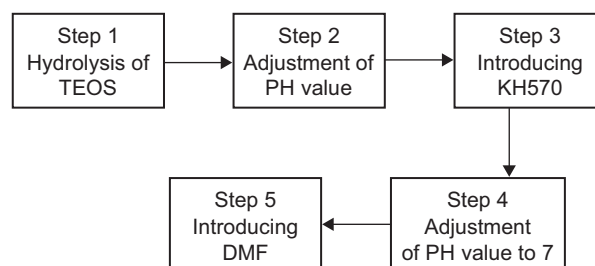 Step 1
Hydrolysis of
TEOS
Step 2
Adjustment of
PH value
Step 3
Introducing
KH570
Step 4
Adjustment
of PH value to 7
Step 5
Introducing
DMF